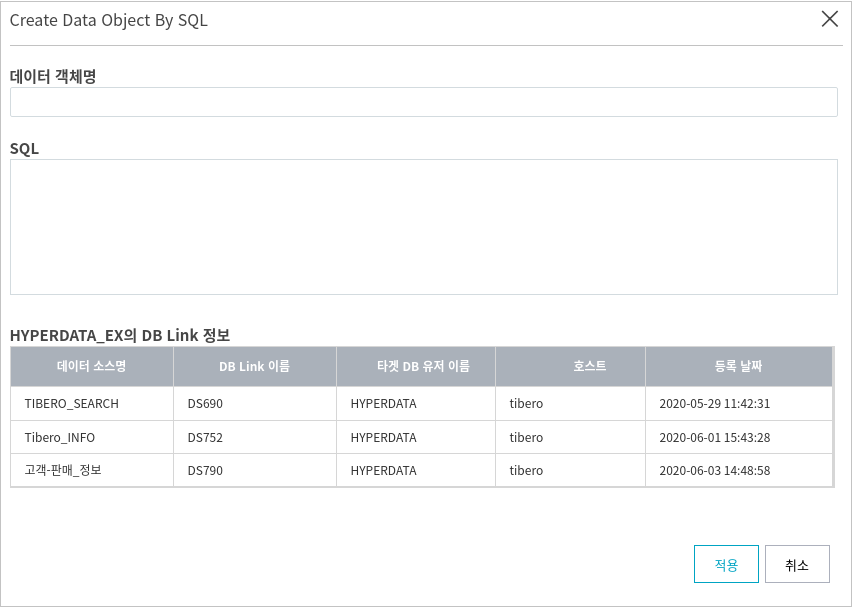 Create Data Object By SQL
데이터 객체명
SQL
HYPERDATA_EX의 DB Link 정보
데이터 소스명 DB Link 이름 타겟 DB 유저 이름 호스트 등록 날짜
TIBERO_SEARCH DS690 HYPERDATA tibero 2020-05-29 11:42:31
Tibero_INFO DS752 HYPERDATA tibero 2020-06-01 15:43:28
고객-판매_정보 DS790 HYPERDATA tibero 2020-06-03 14:48:58
적용 취소